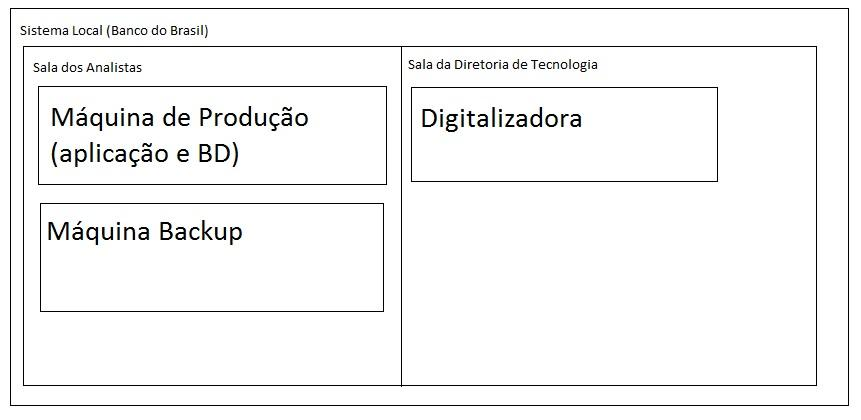 Sistema Local (Banco do Brasil)
Sala dos Analistas
Máquina de Produção
(aplicação e BD)
Máquina Backup
Sala da Diretoria de Tecnologia
Digitalizadora